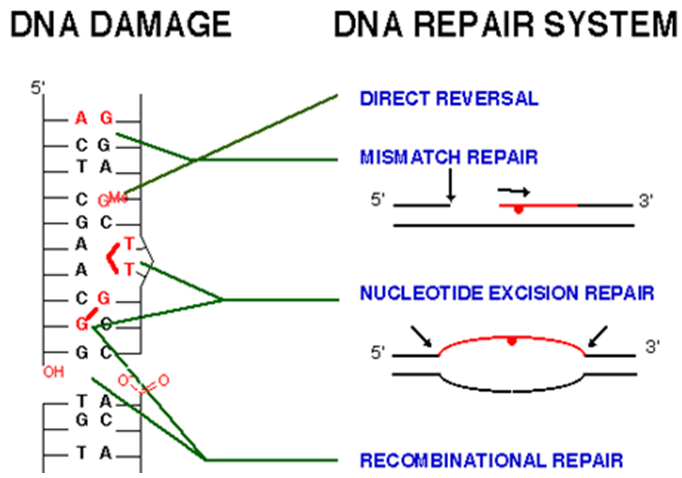 DNA DAMAGE
DNA REPAIR SYSTEM
5'
A G
C G
T A
C GMe
G C
A T
A T
C G
G C
G C
OH
O- O
T A
G C
T A
DIRECT REVERSAL
MISMATCH REPAIR
5' 3'
NUCLEOTIDE EXCISION REPAIR
5' 3'
RECOMBINATIONAL REPAIR